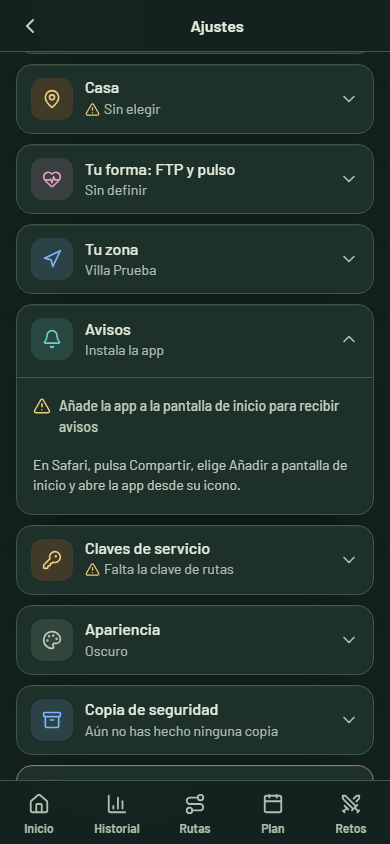 Ajustes
Casa
Sin elegir
Tu forma: FTP y pulso
Sin definir
Tu zona
Villa Prueba
Avisos
Instala la app
Añade la app a la pantalla de inicio para recibir
avisos
En Safari, pulsa Compartir, elige Añadir a pantalla de
inicio y abre la app desde su icono.
Claves de servicio
Falta la clave de rutas
Apariencia
Oscuro
Copia de seguridad
Aún no has hecho ninguna copia
Inicio Historial Rutas Plan Retos